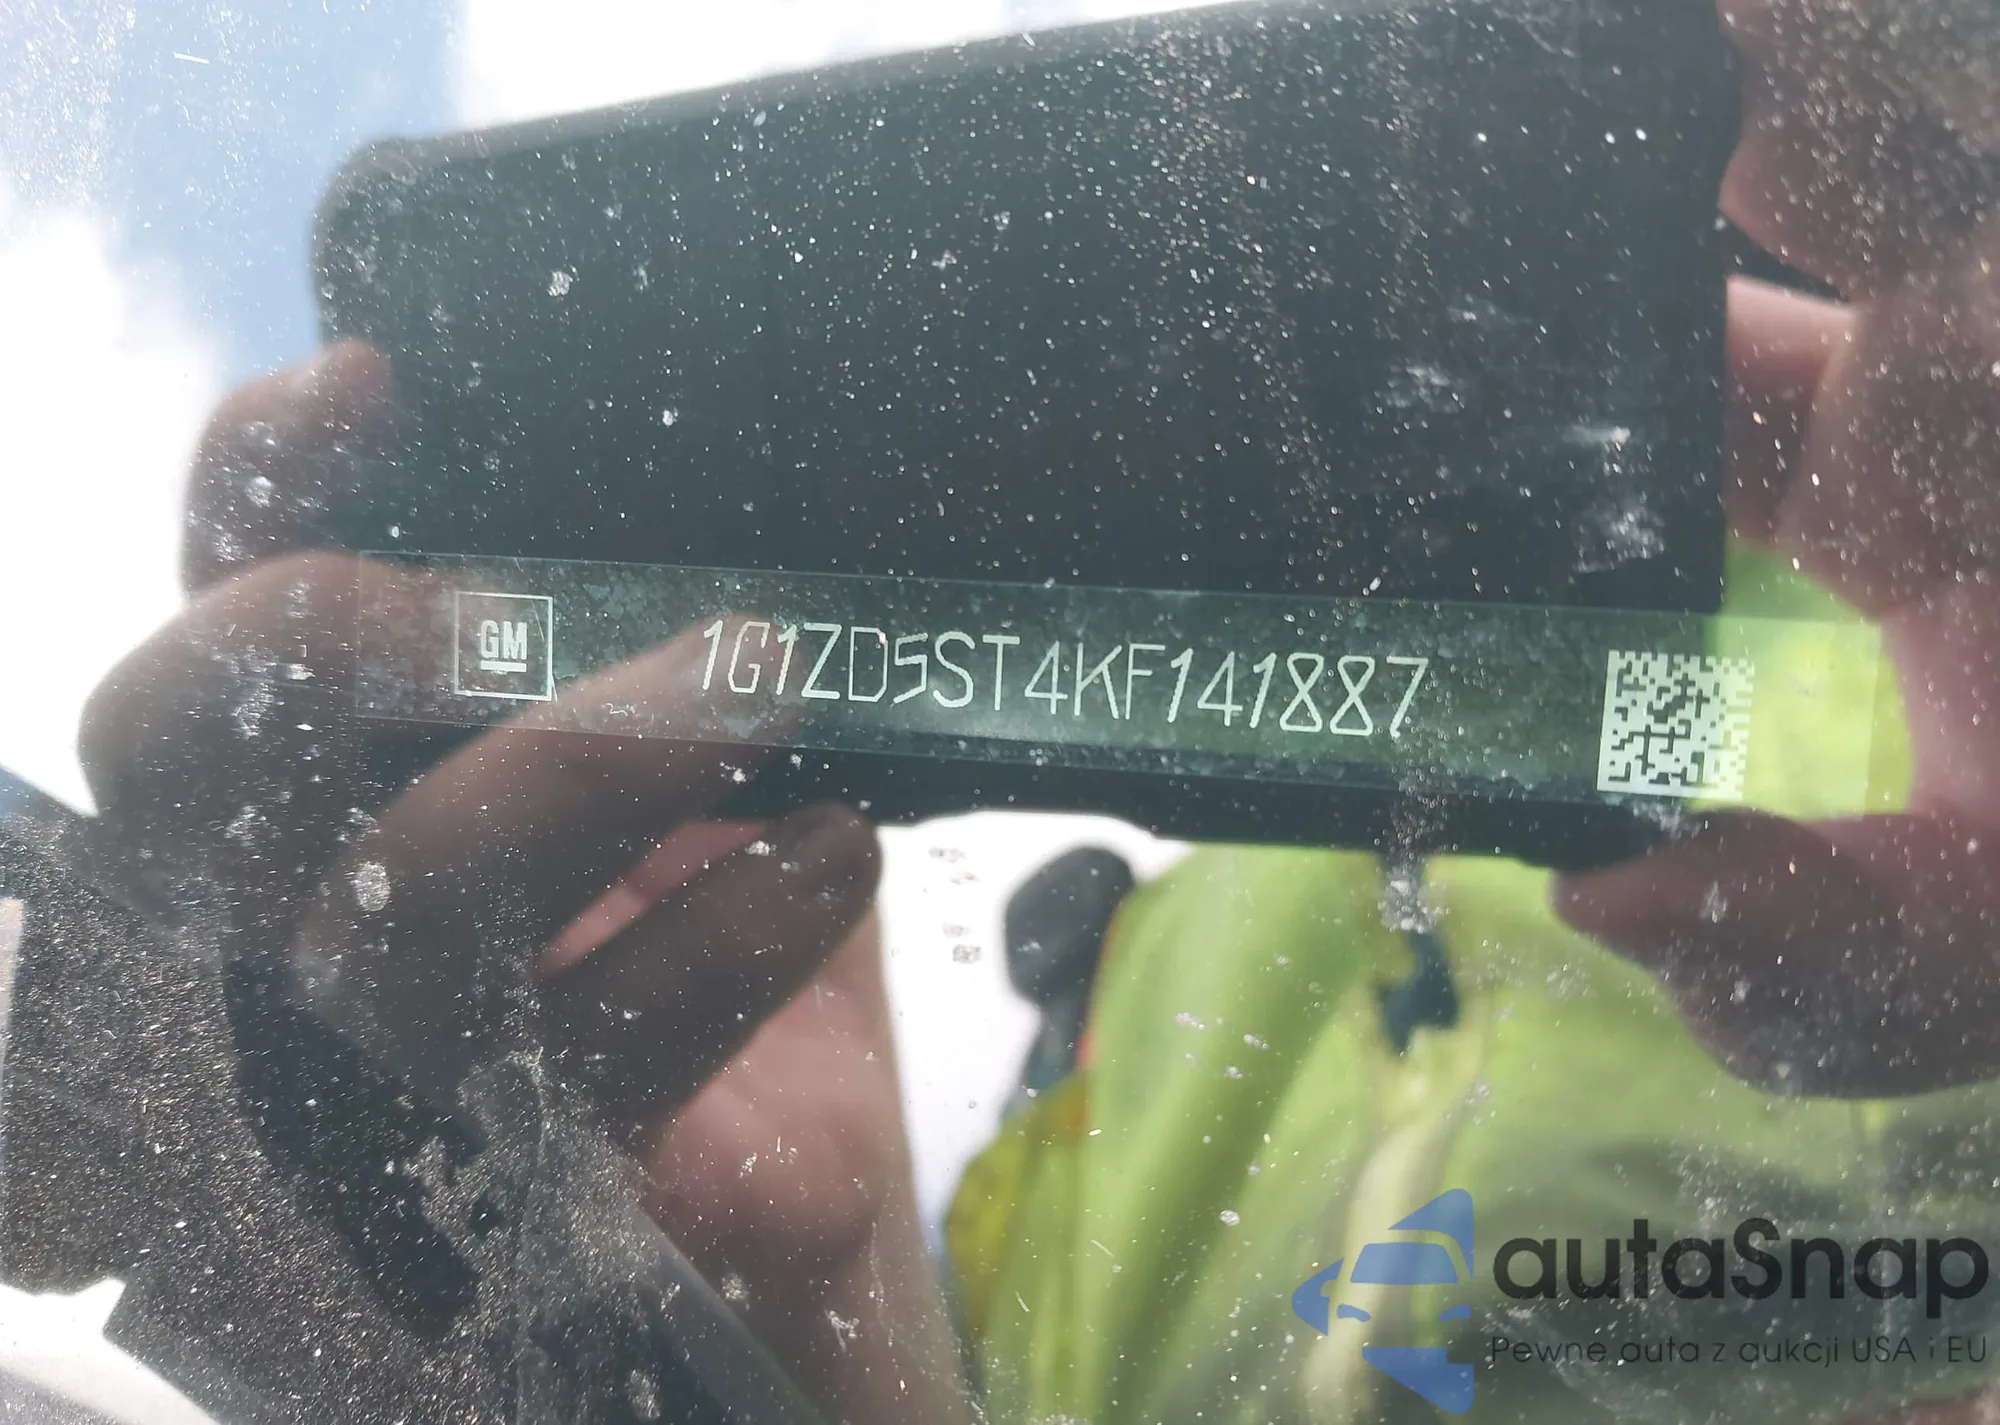 GM
1G1ZD5ST4KF141887
autaSnap
Pewne auta z aukcji USA i EU